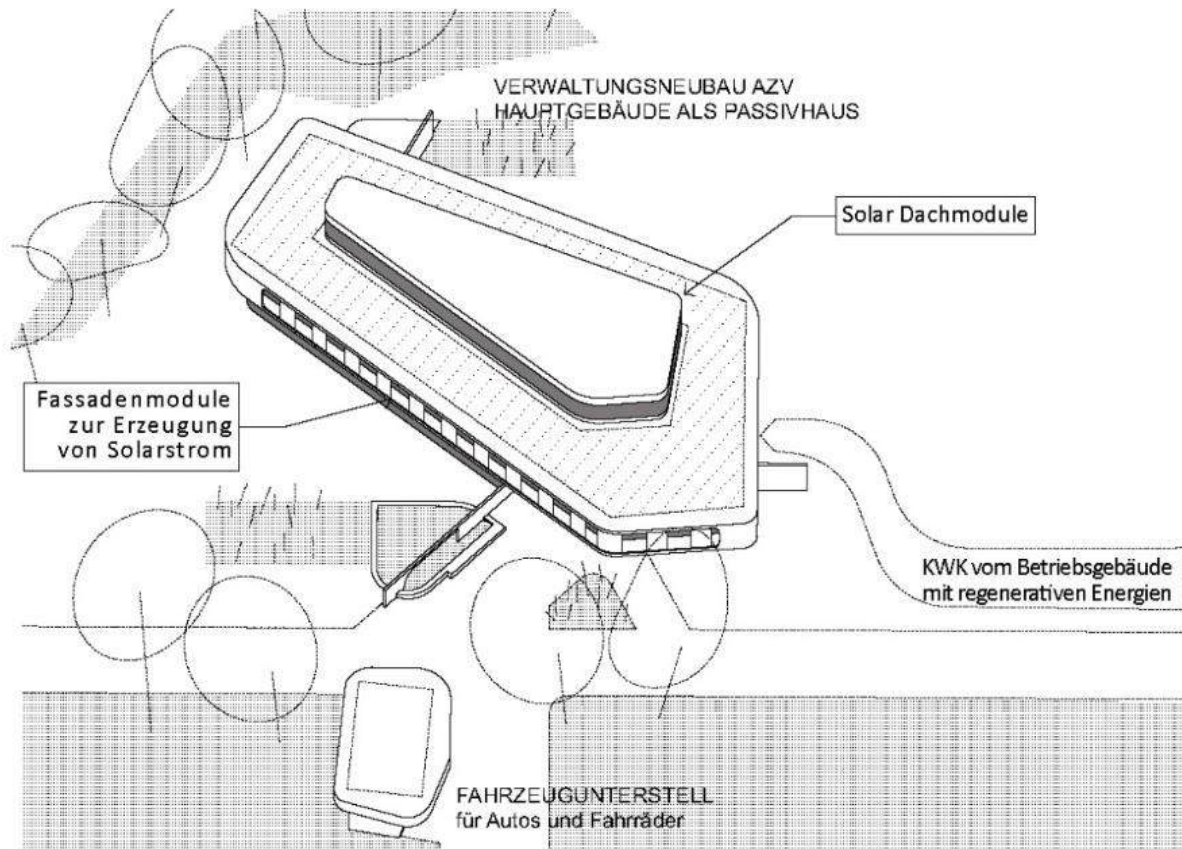 VERWALTUNGSNEUBAU AZV
HAUPTGEBÄUDE ALS PASSIVHAUS
Solar Dachmodule
Fassadenmodule
zur Erzeugung
von Solarstrom
KWK vom Betriebsgebäude
mit regenerativen Energien
FAHRZEUGUNTERSTELL
für Autos und Fahrräder